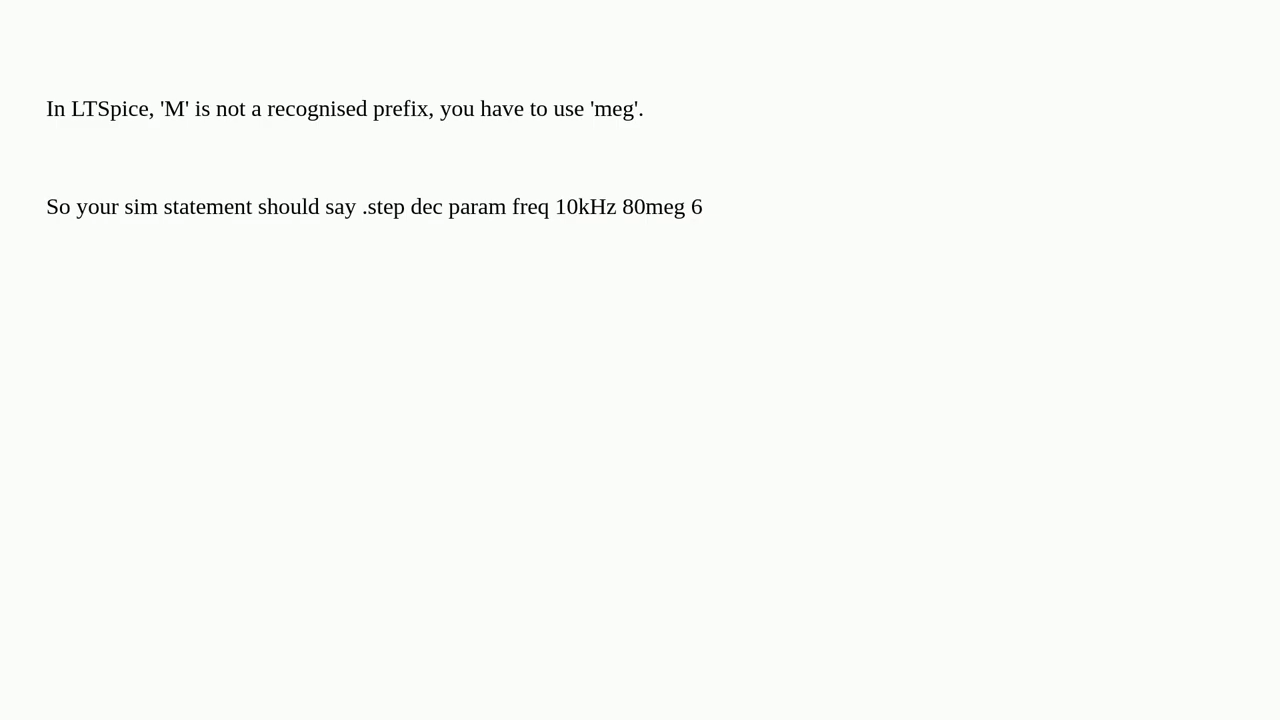 In LTSpice, 'M' is not a recognised prefix, you have to use 'meg'.
So your sim statement should say .step dec param freq 10kHz 80meg 6